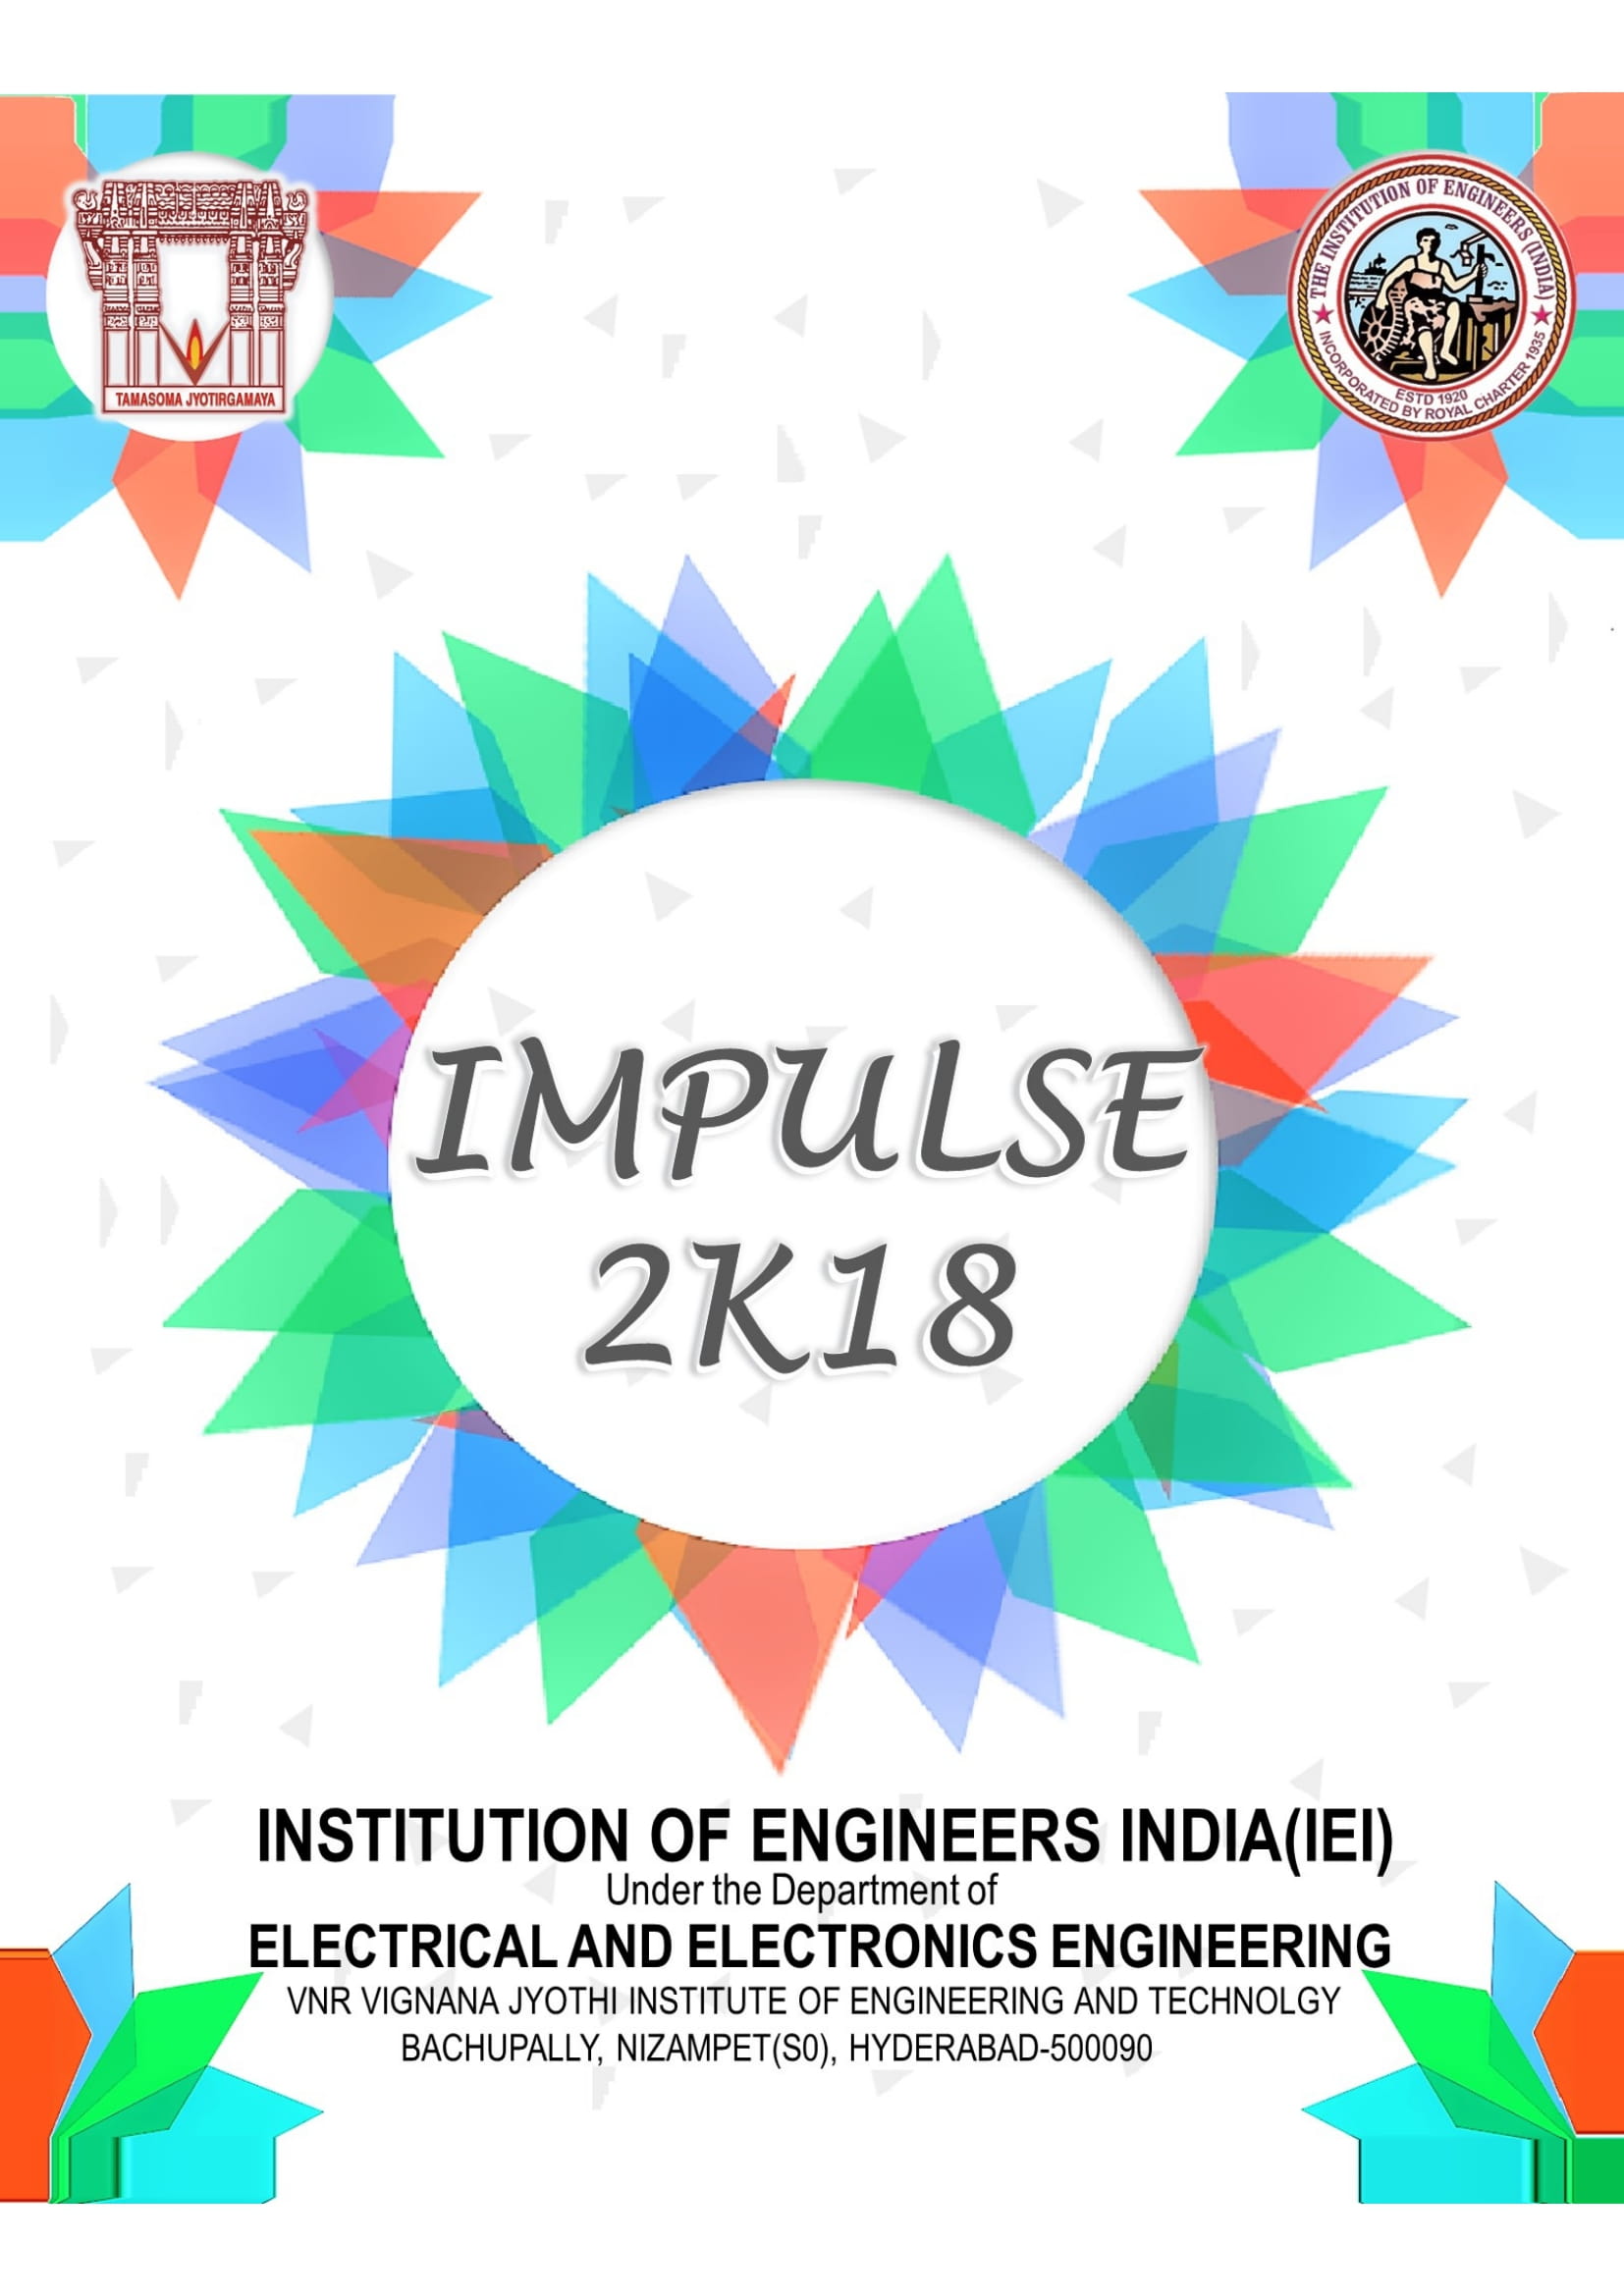 TAMASOMA JYOTIRGAMAYA
THE INSTITUTION OF ENGINEERS (INDIA)
INCORPORATED BY ROYAL CHARTER 1935
ESTD 1920
IMPULSE
2K18
INSTITUTION OF ENGINEERS INDIA(IEI)
Under the Department of
ELECTRICAL AND ELECTRONICS ENGINEERING
VNR VIGNANA JYOTHI INSTITUTE OF ENGINEERING AND TECHNOLGY
BACHUPALLY, NIZAMPET(S0), HYDERABAD-500090